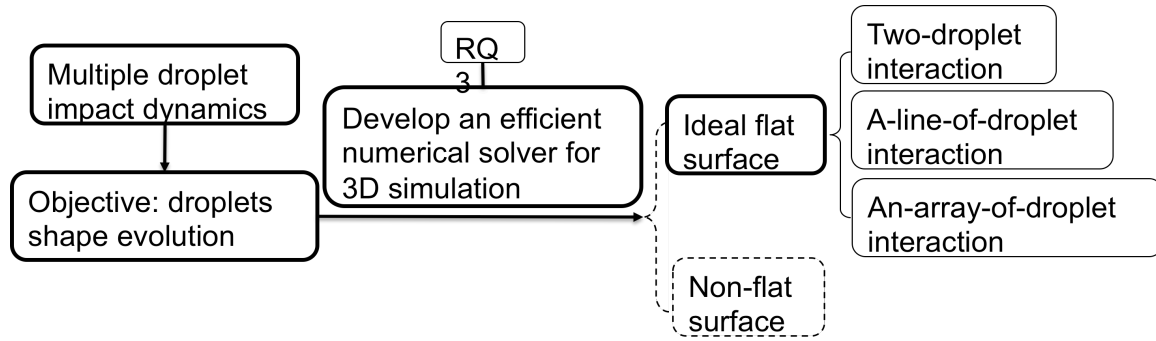 Multiple droplet
impact dynamics
Objective: droplets
shape evolution
RQ
3
Develop an efficient
numerical solver for
3D simulation
Ideal flat
surface
Non-flat
surface
Two-droplet
interaction
A-line-of-droplet
interaction
An-array-of-droplet
interaction